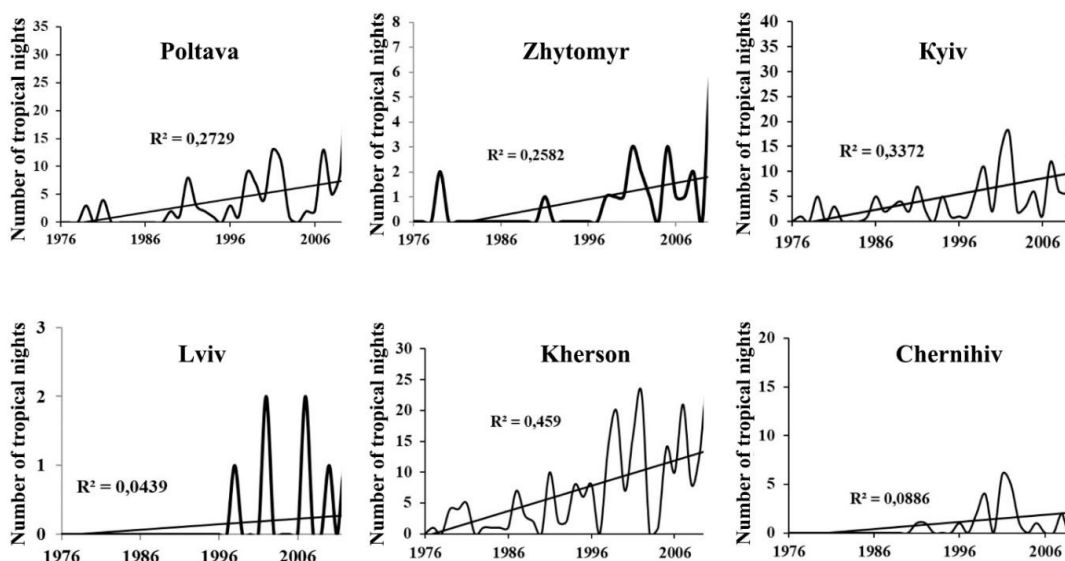 Number of tropical nights
35
30
25
20
15
10
5
0
Poltava
R² = 0,2729
1976 1986 1996 2006
Number of tropical nights
8
7
6
5
4
3
2
1
0
Zhytomyr
R² = 0,2582
1976 1986 1996 2006
Number of tropical nights
40
35
30
25
20
15
10
5
0
Kyiv
R² = 0,3372
1976 1986 1996 2006
Number of tropical nights
3
2
1
0
Lviv
R² = 0,0439
1976 1986 1996 2006
Number of tropical nights
30
25
20
15
10
5
0
Kherson
R² = 0,459
1976 1986 1996 2006
Number of tropical nights
20
15
10
5
0
Chernihiv
R² = 0,0886
1976 1986 1996 2006